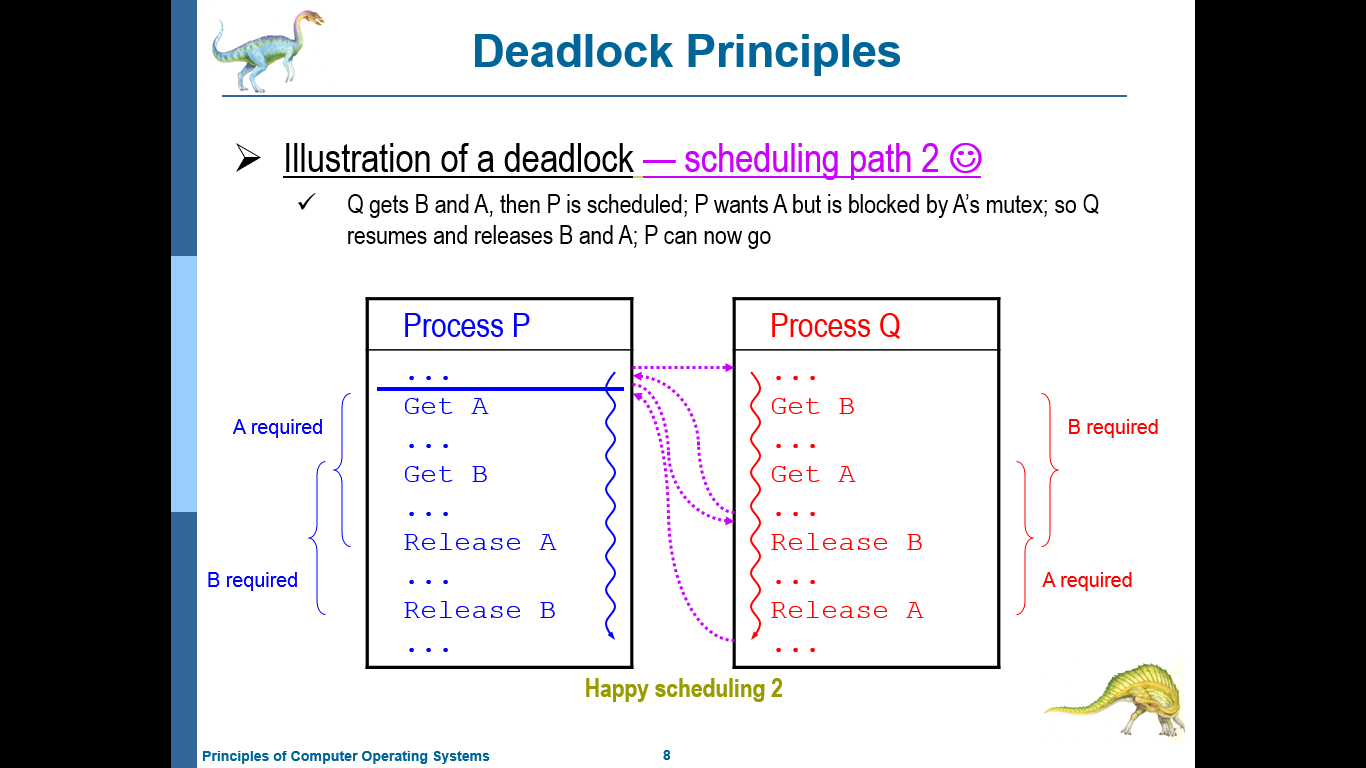 Deadlock Principles
Illustration of a deadlock — scheduling path 2 ☺
Q gets B and A, then P is scheduled; P wants A but is blocked by A’s mutex; so Q
resumes and releases B and A; P can now go
Process P
...
Get A
...
Get B
...
Release A
...
Release B
...
A required
B required
Process Q
...
Get B
...
Get A
...
Release B
...
Release A
...
B required
A required
Happy scheduling 2
Principles of Computer Operating Systems
8